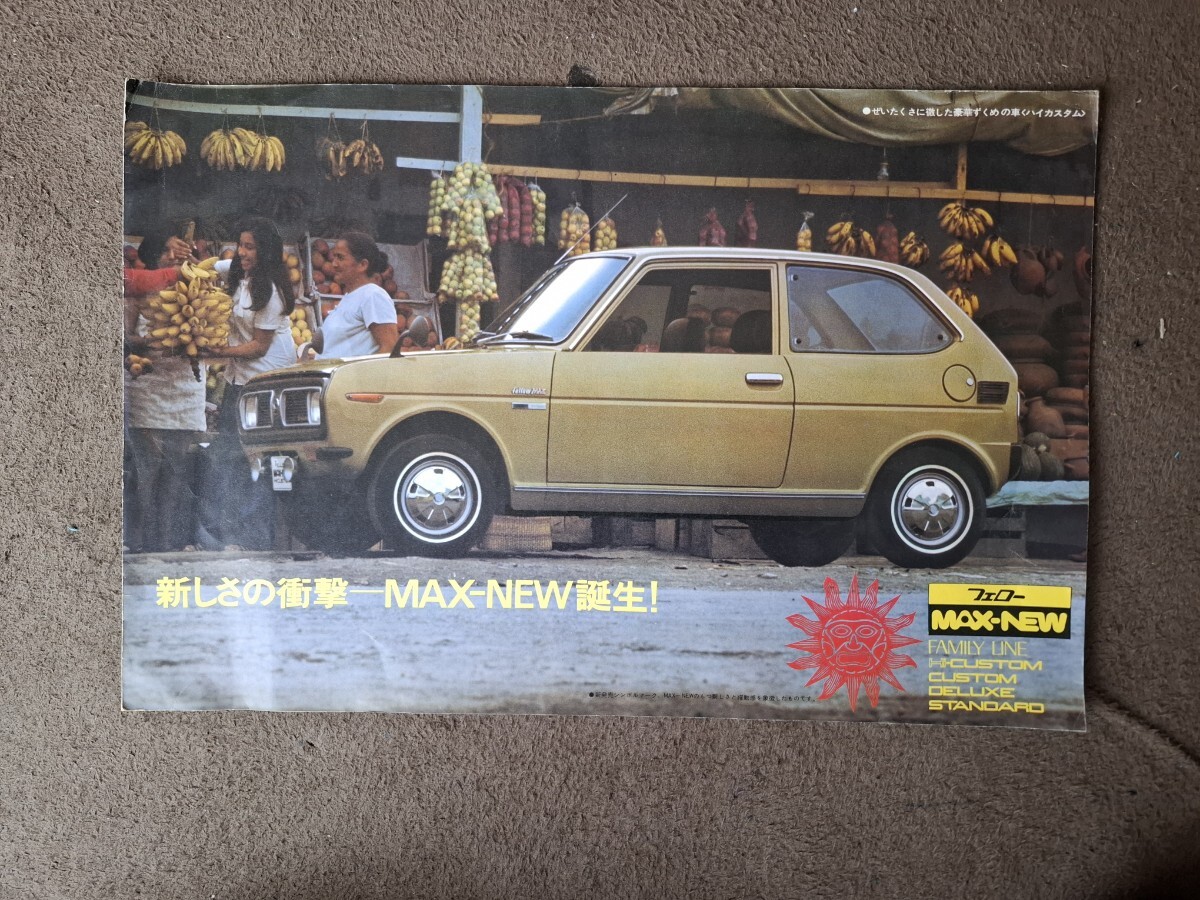 ●ぜいたくさに徹した豪華ずくめの車〈ハイカスタム〉
Fellow MAX
新しさの衝撃—MAX-NEW誕生!
フェロー
MAX-NEW
FAMILY LINE
Hi-CUSTOM
CUSTOM
DELUXE
STANDARD